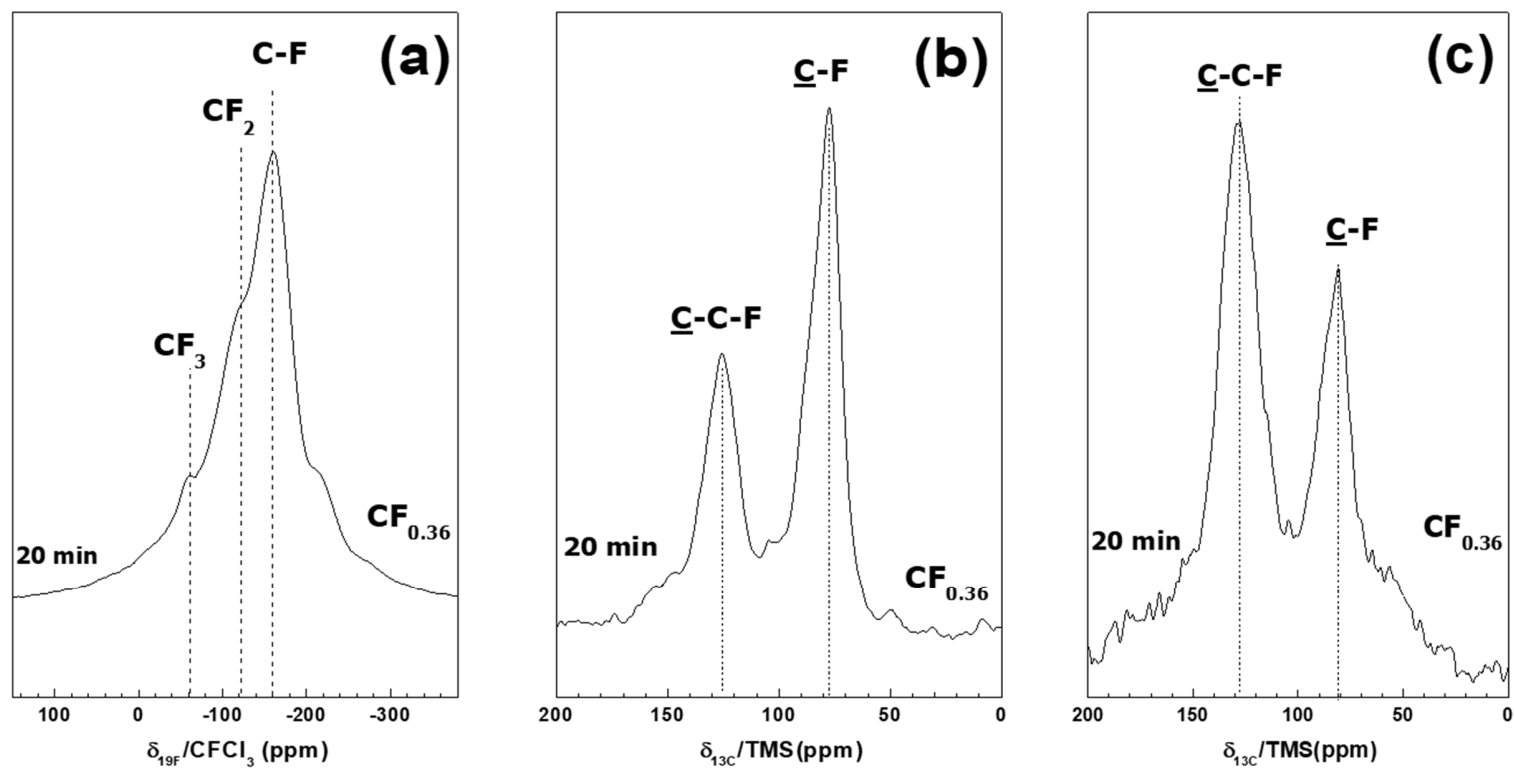 (a)
C-F
CF2
CF3
CF0.36
20 min
100 0 -100 -200 -300
δ19F/CFCl3 (ppm)
(b)
C-F
C-C-F
20 min
CF0.36
200 150 100 50 0
δ13C/TMS(ppm)
(c)
C-C-F
C-F
20 min
CF0.36
200 150 100 50 0
δ13C/TMS(ppm)